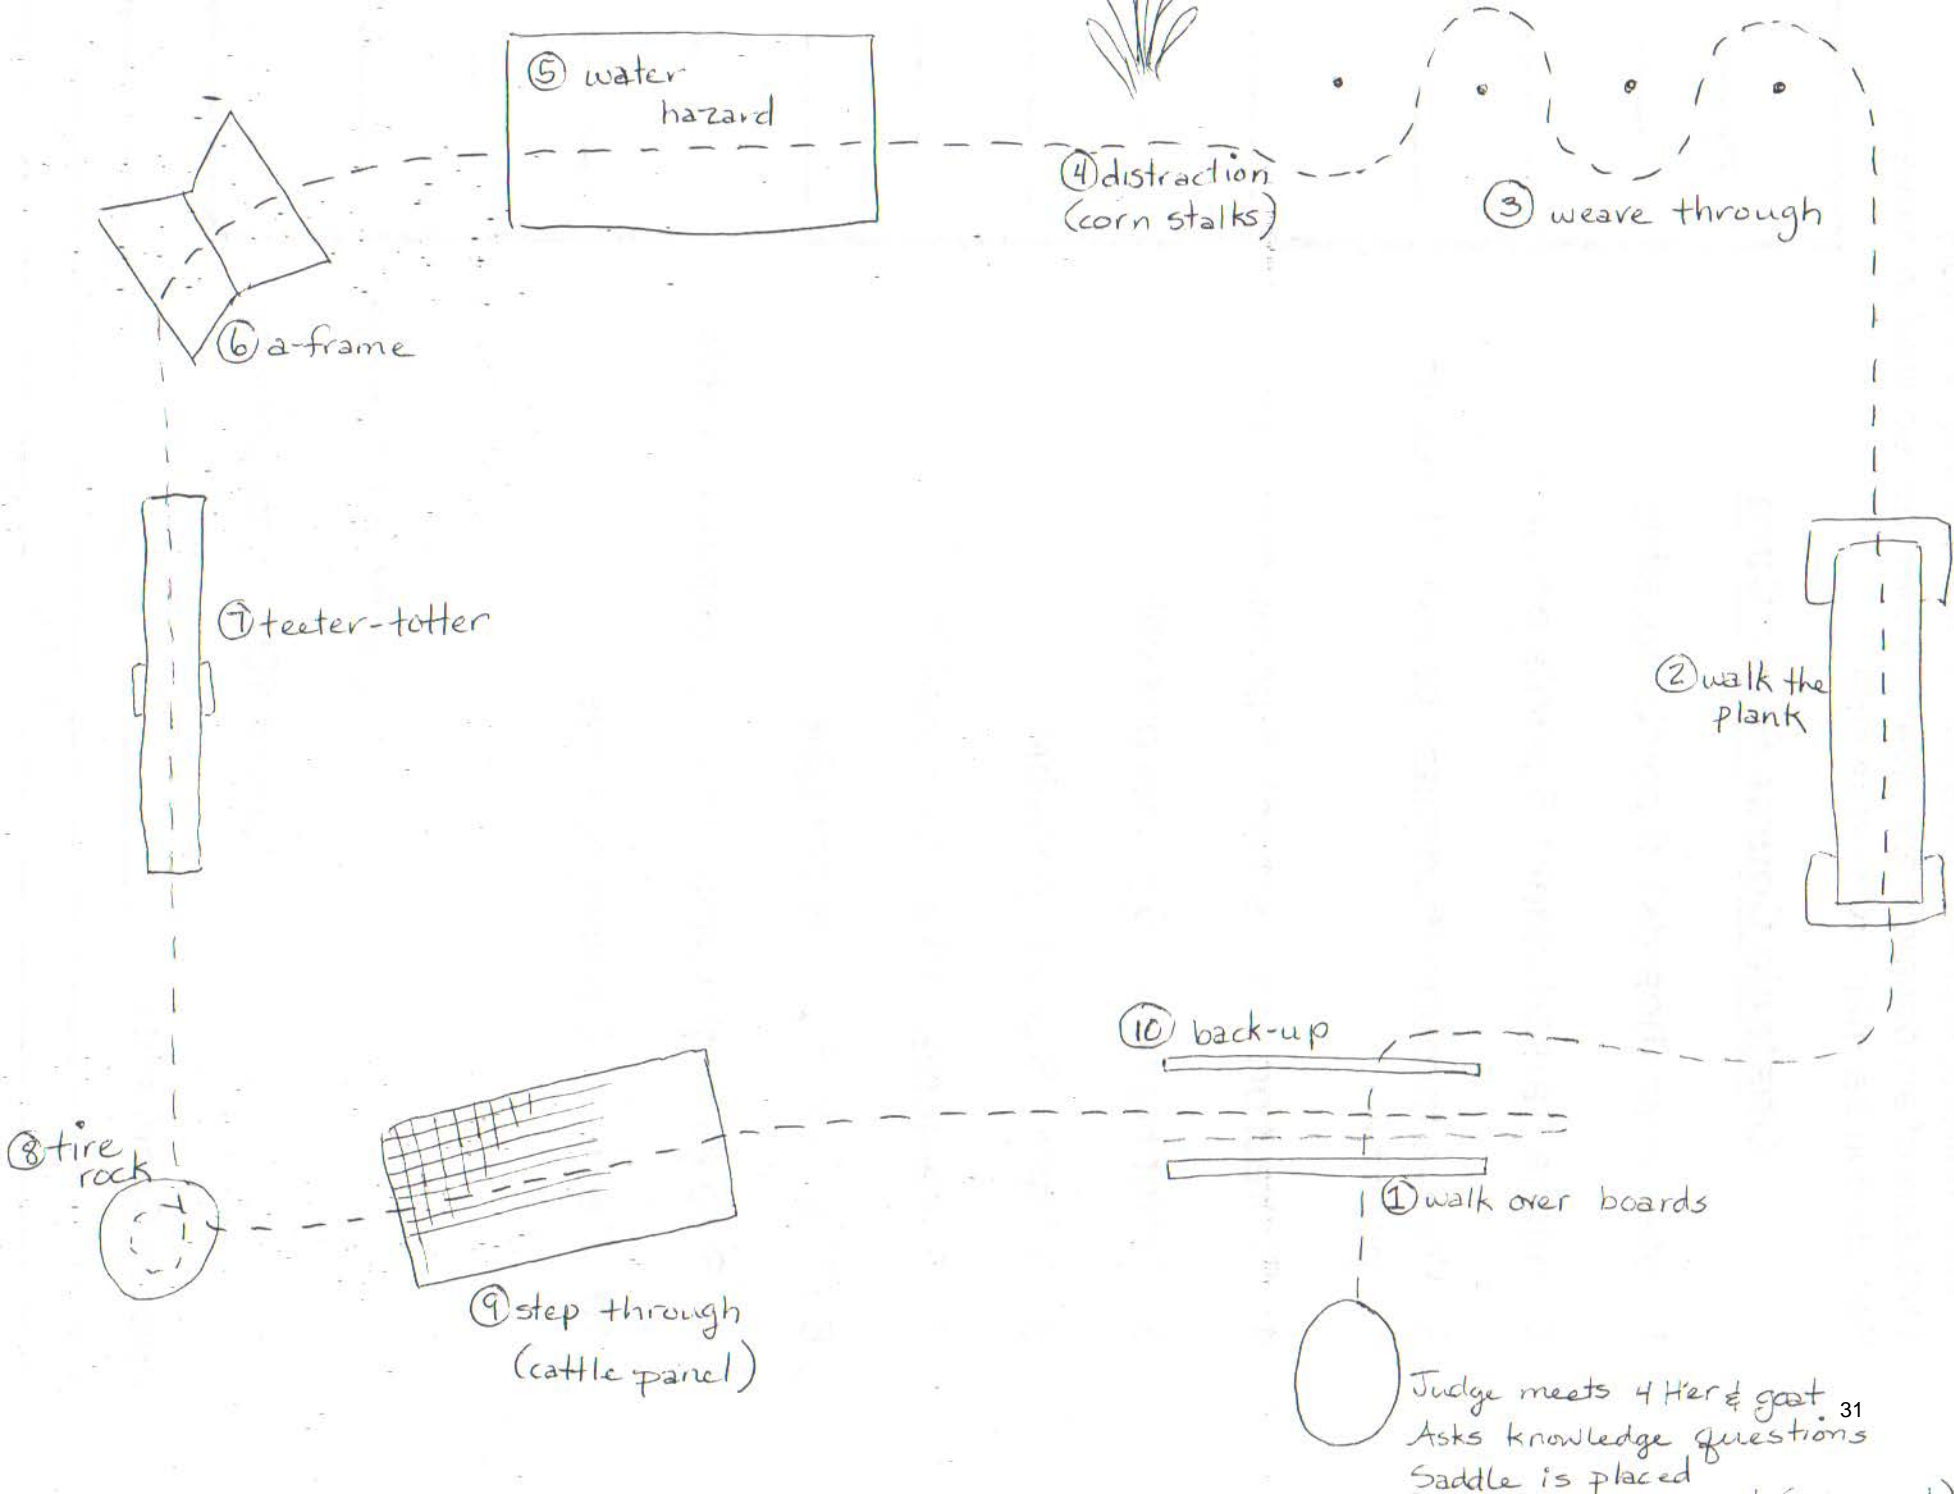 ⑤ water
hazard
④ distraction
(corn stalks)
③ weave through
⑥ a-frame
⑦ teeter-totter
② walk the
plank
⑩ back-up
⑧ tire
rock
① walk over boards
⑨ step through
(cattle panel)
Judge meets 4 H'er & goat
31
Asks knowledge questions
Saddle is placed